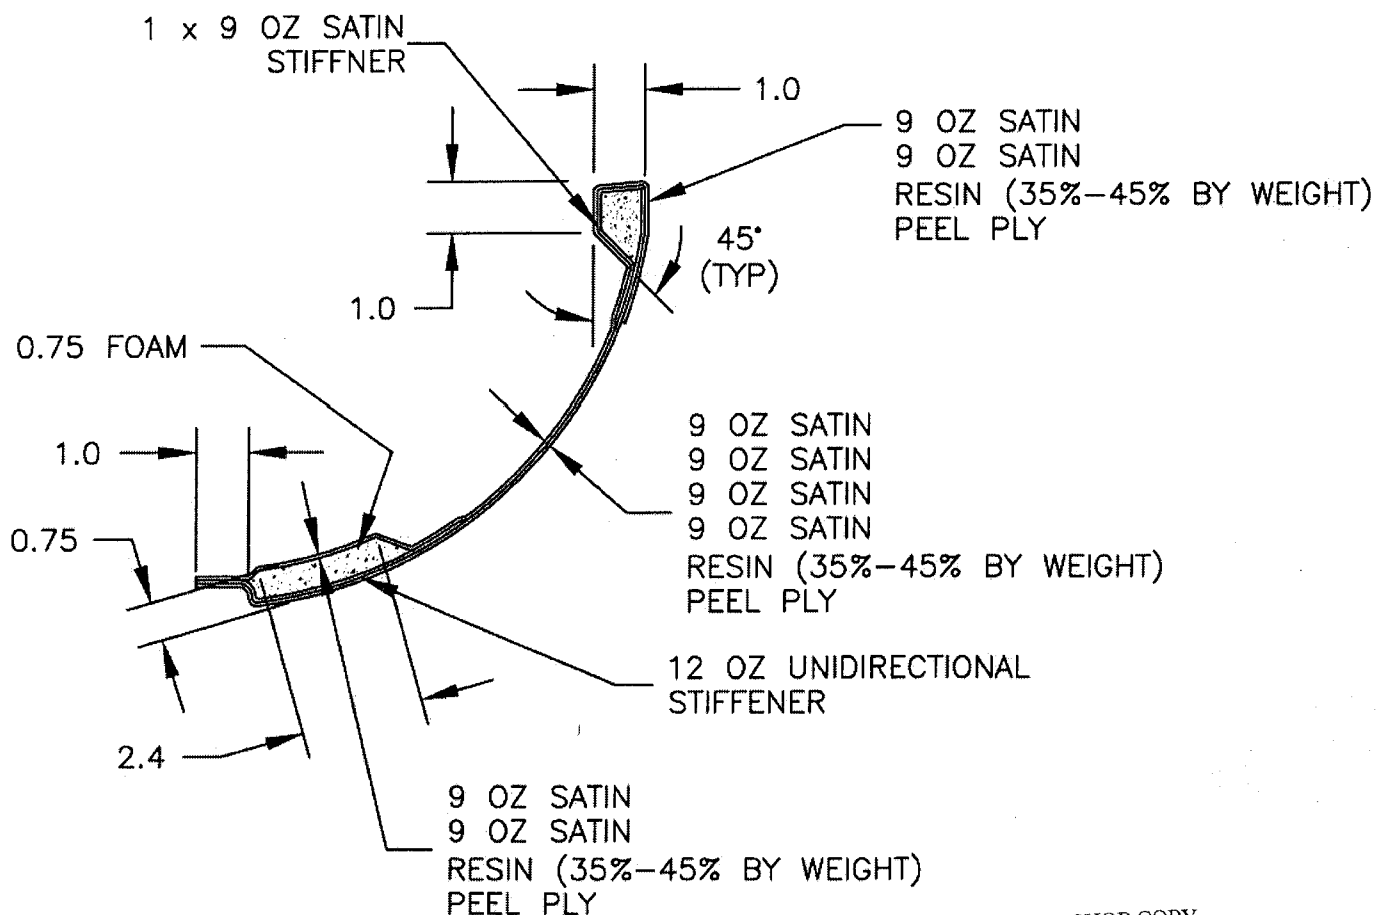 1 x 9 OZ SATIN
STIFFNER
1.0
9 OZ SATIN
9 OZ SATIN
RESIN (35%-45% BY WEIGHT)
PEEL PLY
45°
(TYP)
1.0
0.75 FOAM
1.0
9 OZ SATIN
9 OZ SATIN
9 OZ SATIN
9 OZ SATIN
RESIN (35%-45% BY WEIGHT)
PEEL PLY
0.75
12 OZ UNIDIRECTIONAL
STIFFENER
2.4
9 OZ SATIN
9 OZ SATIN
RESIN (35%-45% BY WEIGHT)
PEEL PLY
COPY